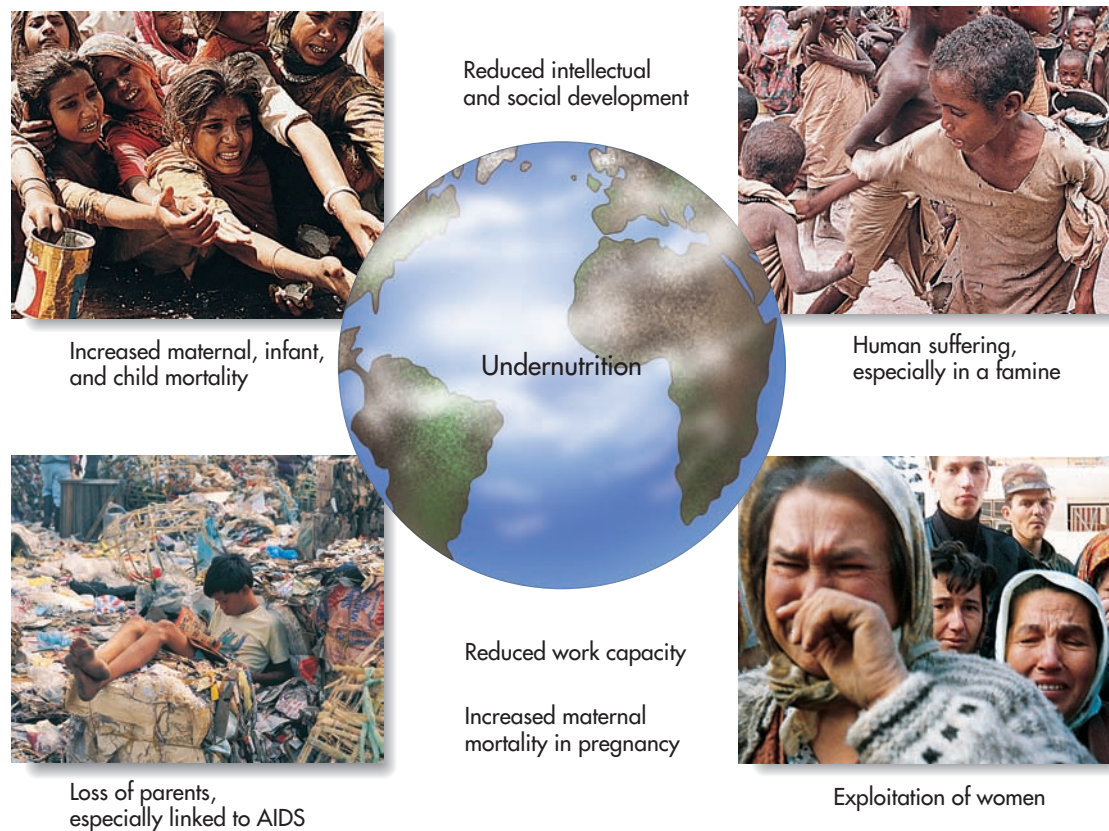 Reduced intellectual
and social development
Undernutrition
Increased maternal, infant,
and child mortality
Human suffering,
especially in a famine
Reduced work capacity
Increased maternal
mortality in pregnancy
Loss of parents,
especially linked to AIDS
Exploitation of women